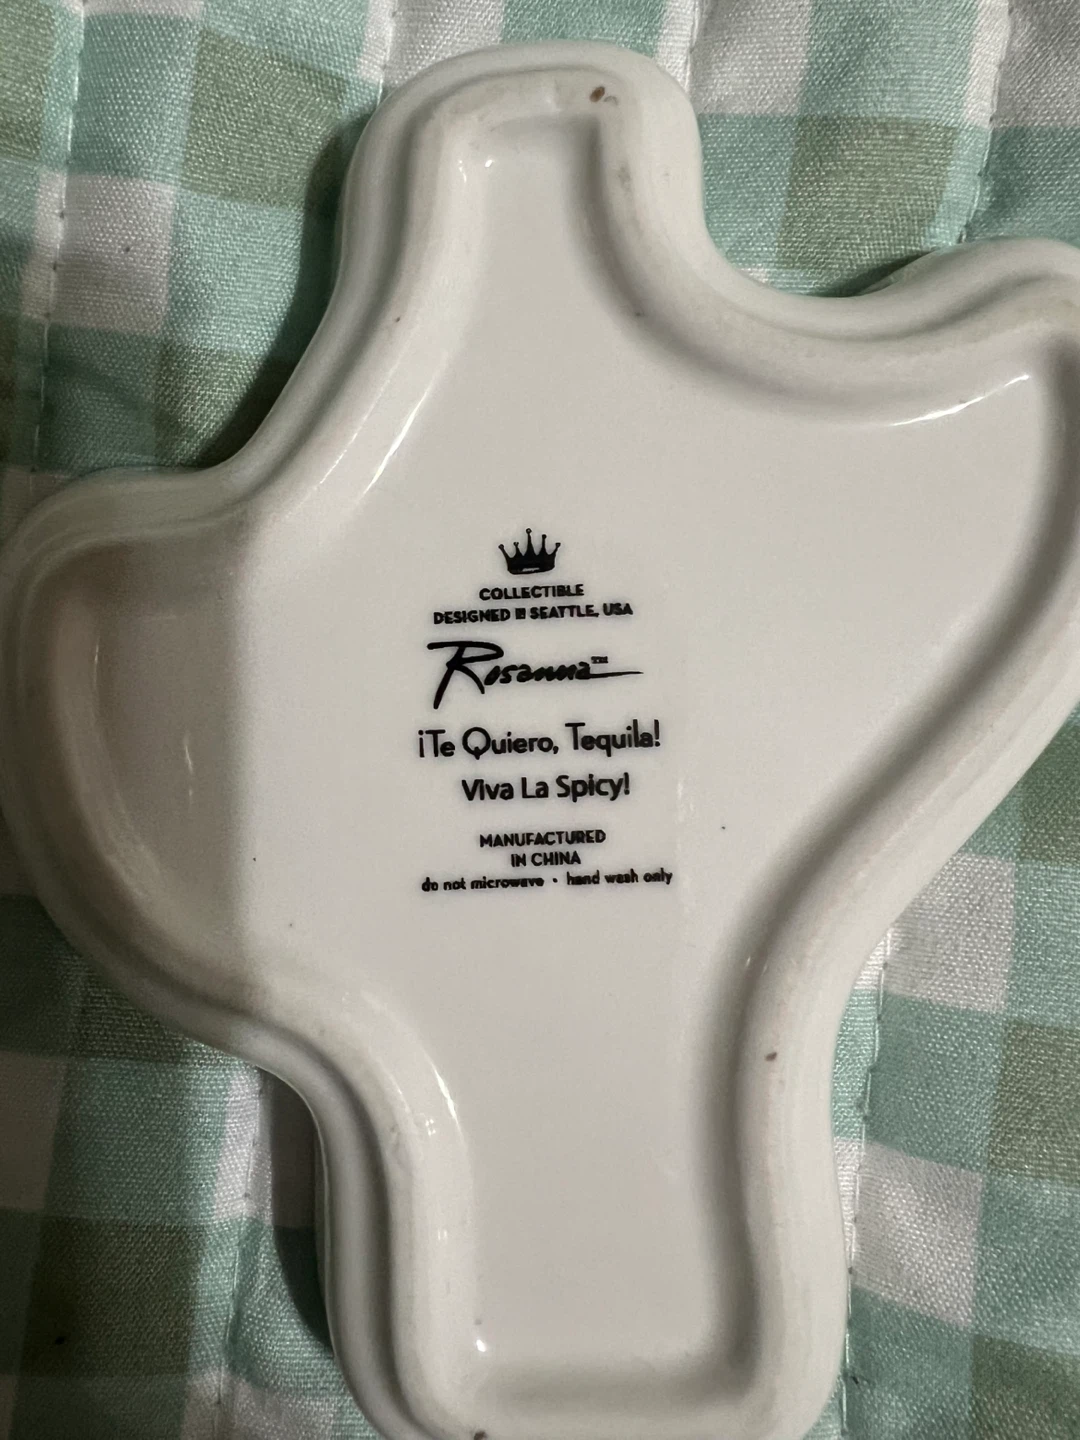 COLLECTIBLE
DESIGNED IN SEATTLE, USA
Rosanna™
¡Te Quiero, Tequila!
Viva La Spicy!
MANUFACTURED
IN CHINA
do not microwave • hand wash only